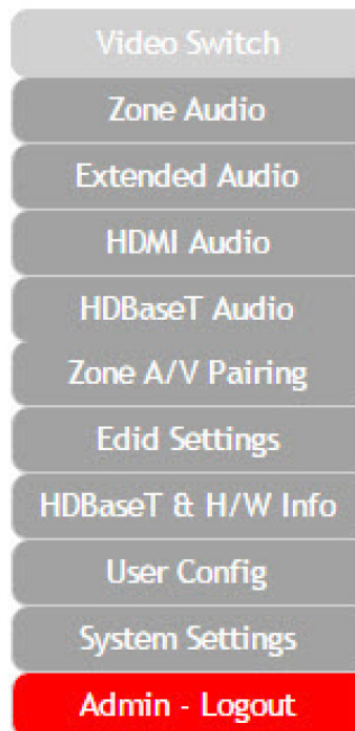 Video Switch
Zone Audio
Extended Audio
HDMI Audio
HDBaseT Audio
Zone A/V Pairing
Edid Settings
HDBaseT & H/W Info
User Config
System Settings
Admin - Logout